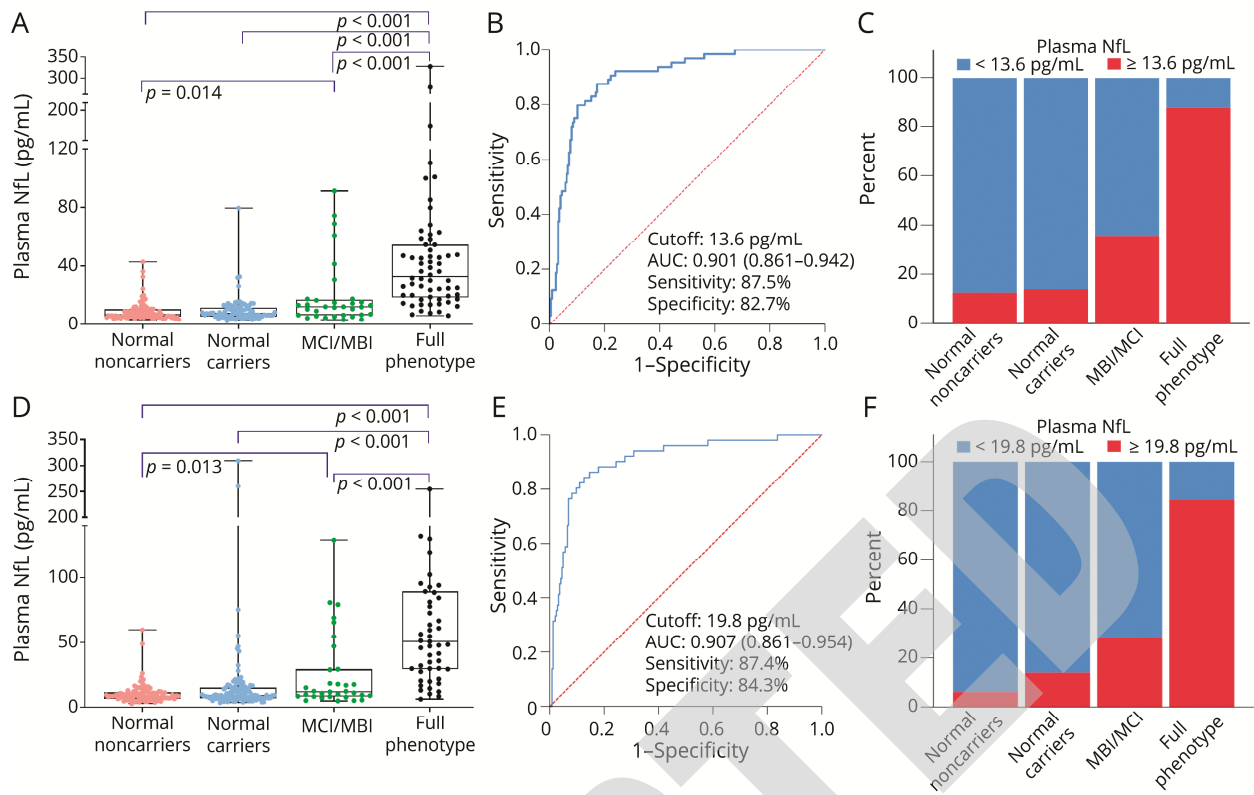 A
p < 0.001
p < 0.001
p < 0.001
p = 0.014
Plasma NfL (pg/mL)
350
300
200
120
80
40
0
Normal noncarriers
Normal carriers
MCI/MBI
Full phenotype
B
Sensitivity
1.0
0.8
0.6
0.4
0.2
0
Cutoff: 13.6 pg/mL
AUC: 0.901 (0.861–0.942)
Sensitivity: 87.5%
Specificity: 82.7%
0 0.2 0.4 0.6 0.8 1.0
1–Specificity
C
Plasma NfL
< 13.6 pg/mL ≥ 13.6 pg/mL
Percent
100
80
60
40
20
0
Normal noncarriers
Normal carriers
MBI/MCI
Full phenotype
D
p < 0.001
p < 0.001
p = 0.013
p < 0.001
Plasma NfL (pg/mL)
350
300
250
200
100
50
0
Normal noncarriers
Normal carriers
MCI/MBI
Full phenotype
E
Sensitivity
1.0
0.8
0.6
0.4
0.2
0
Cutoff: 19.8 pg/mL
AUC: 0.907 (0.861–0.954)
Sensitivity: 87.4%
Specificity: 84.3%
0 0.2 0.4 0.6 0.8 1.0
1–Specificity
F
Plasma NfL
< 19.8 pg/mL ≥ 19.8 pg/mL
Percent
100
80
60
40
20
0
Normal noncarriers
Normal carriers
MBI/MCI
Full phenotype
TED